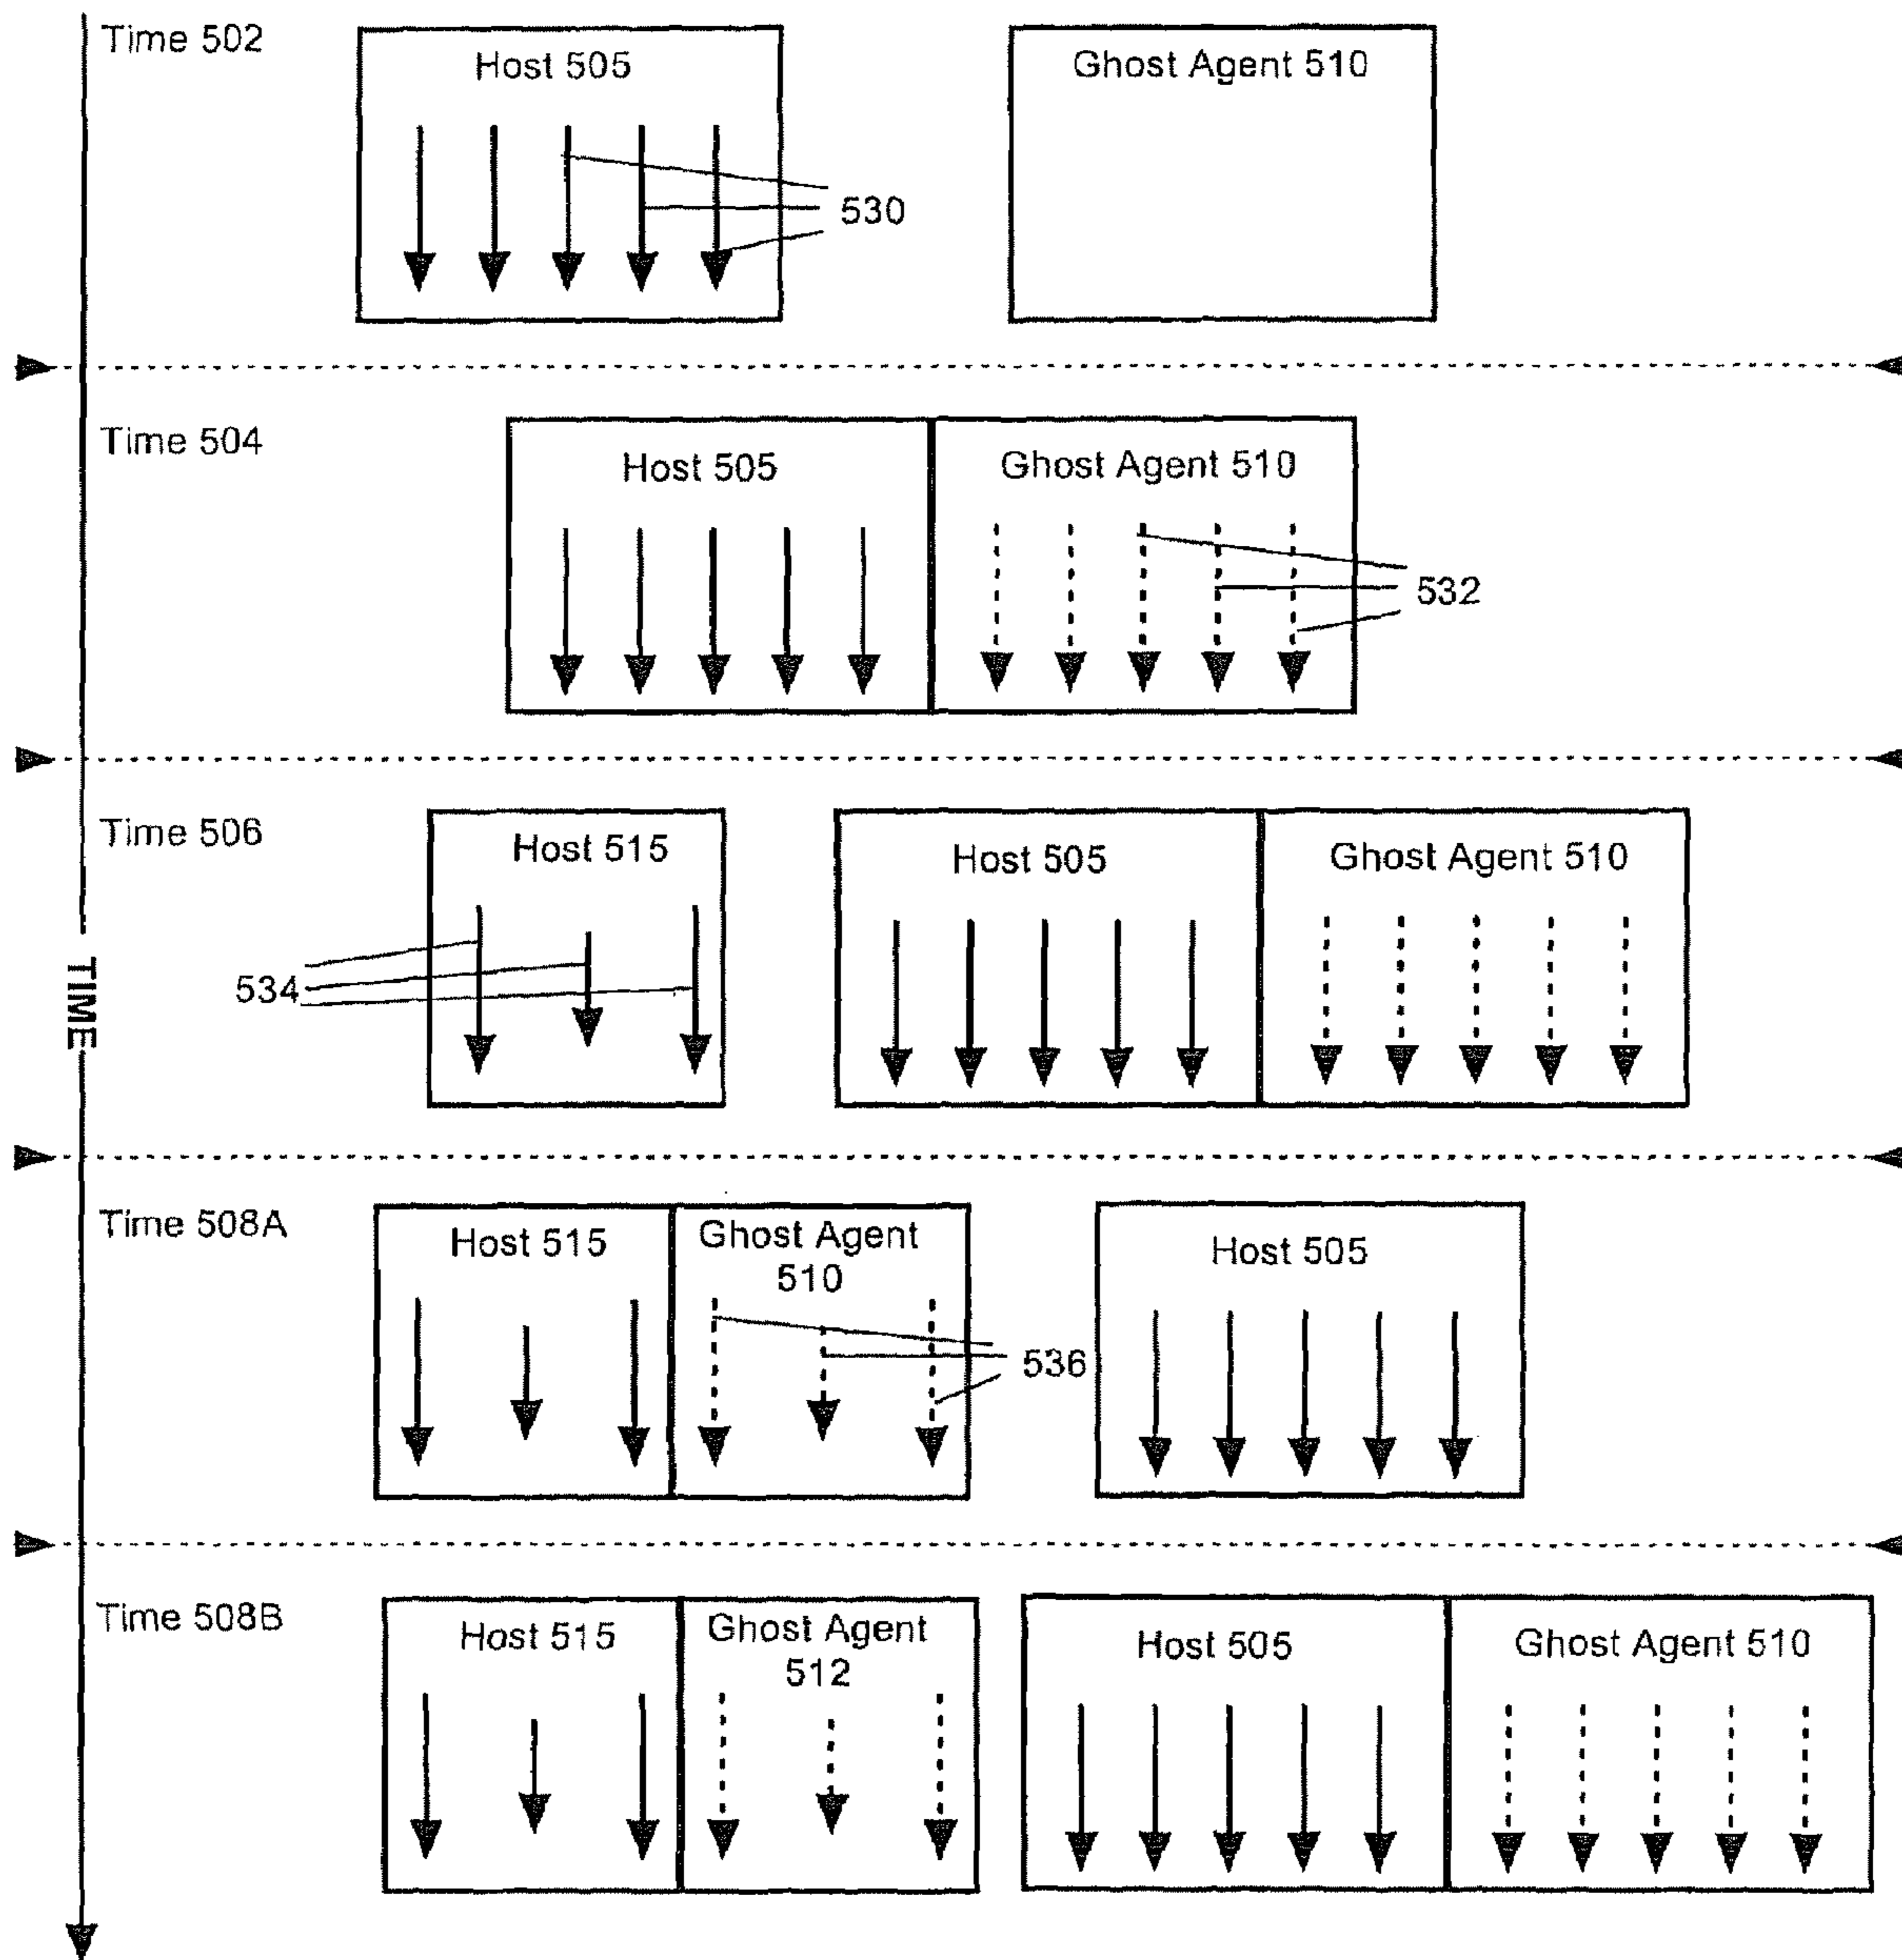 Time 502
Host 505
Ghost Agent 510
530
Time 504
Host 505
Ghost Agent 510
532
Time 506
Host 515
Host 505
Ghost Agent 510
534
TIME
Time 508A
Host 515
Ghost Agent
510
Host 505
536
Time 508B
Host 515
Ghost Agent
512
Host 505
Ghost Agent 510